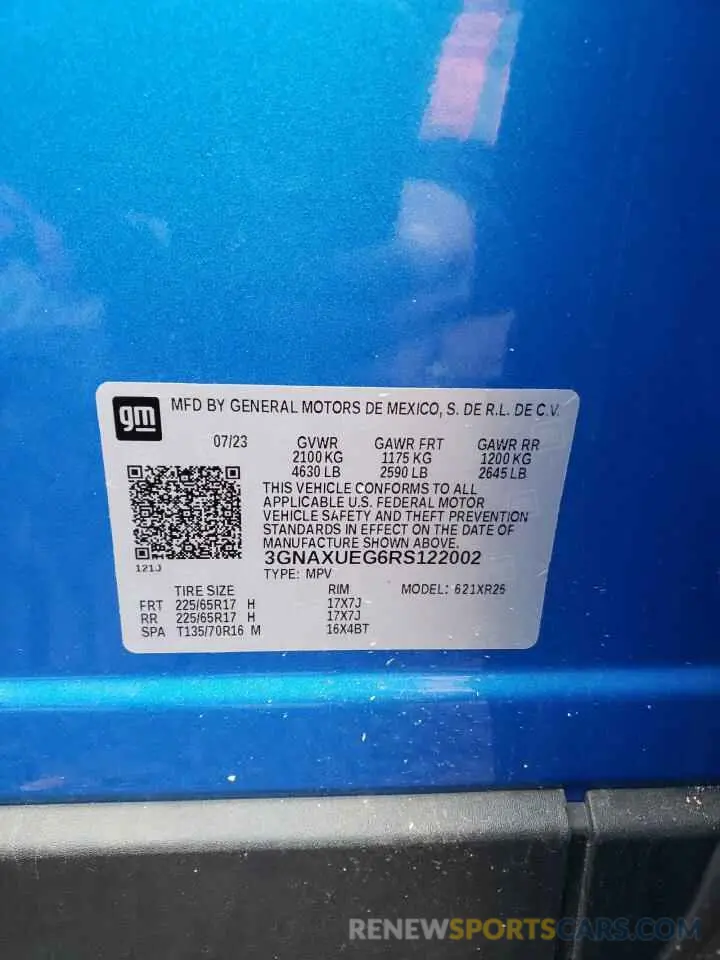 gm MFD BY GENERAL MOTORS DE MEXICO, S. DE R.L. DE C.V.
07/23 GVWR GAWR FRT GAWR RR
2100 KG 1175 KG 1200 KG
4630 LB 2590 LB 2645 LB
THIS VEHICLE CONFORMS TO ALL
APPLICABLE U.S. FEDERAL MOTOR
VEHICLE SAFETY AND THEFT PREVENTION
STANDARDS IN EFFECT ON THE DATE OF
MANUFACTURE SHOWN ABOVE.
3GNAXUEG6RS122002
121J
TYPE: MPV
TIRE SIZE RIM MODEL: 621XR26
FRT 225/65R17 H 17X7J
RR 225/65R17 H 17X7J
SPA T135/70R16 M 16X4BT
RENEWSPORTSCARS.COM